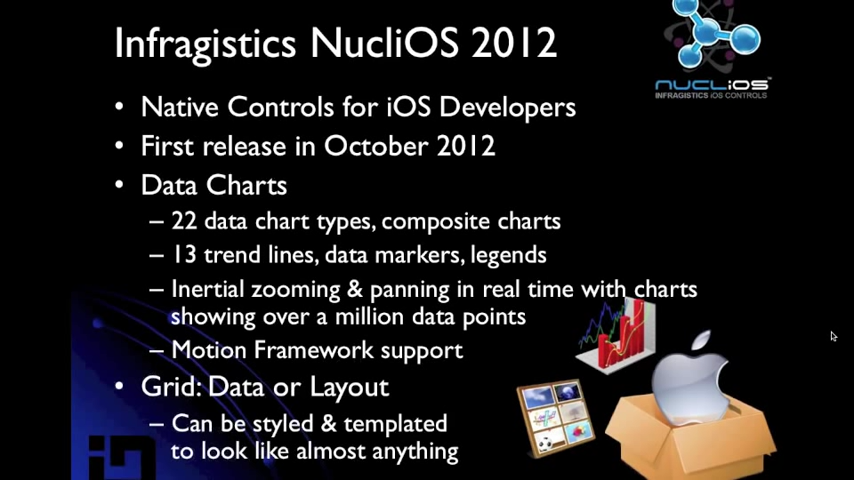 Infragistics NucliOS 2012
NUCLiOS™
INFRAGISTICS iOS CONTROLS
• Native Controls for iOS Developers
• First release in October 2012
• Data Charts
– 22 data chart types, composite charts
– 13 trend lines, data markers, legends
– Inertial zooming & panning in real time with charts
showing over a million data points
– Motion Framework support
• Grid: Data or Layout
– Can be styled & templated
to look like almost anything